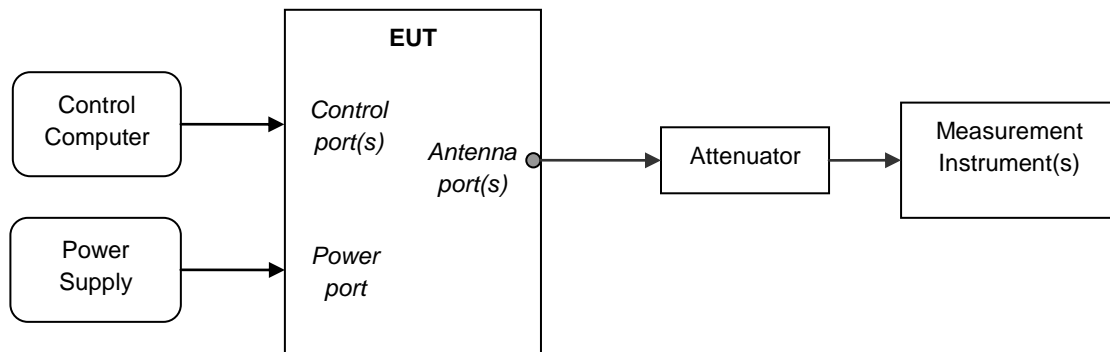 EUT
Control
Computer
Control
port(s)
Antenna
port(s)
Attenuator
Measurement
Instrument(s)
Power
Supply
Power
port